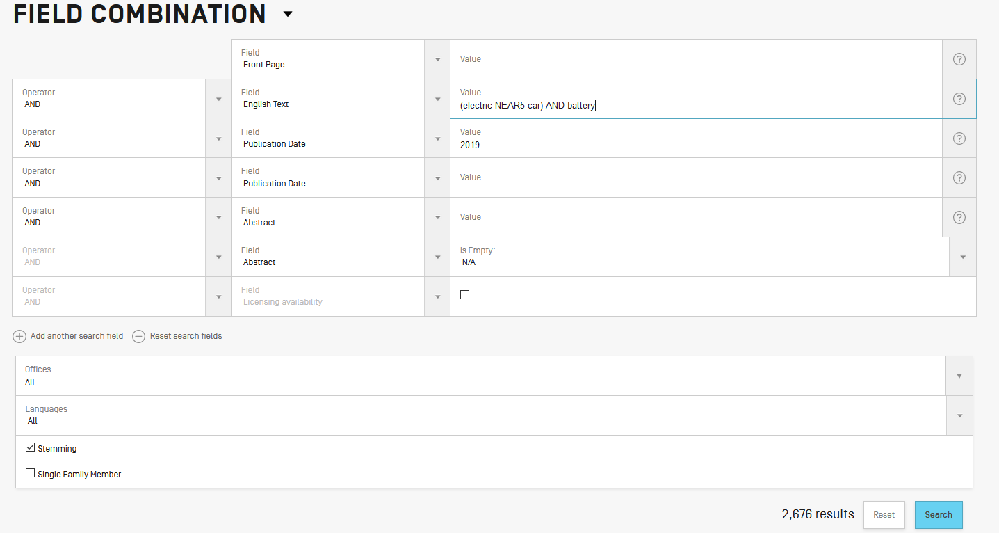 FIELD COMBINATION
Field
Front Page
Value
?
Operator
AND
Field
English Text
Value
(electric NEAR5 car) AND battery
?
Operator
AND
Field
Publication Date
Value
2019
?
Operator
AND
Field
Publication Date
Value
?
Operator
AND
Field
Abstract
Value
?
Operator
AND
Field
Abstract
Is Empty:
N/A
Operator
AND
Field
Licensing availability
Add another search field Reset search fields
Offices
All
Languages
All
Stemming
Single Family Member
2,676 results Reset Search